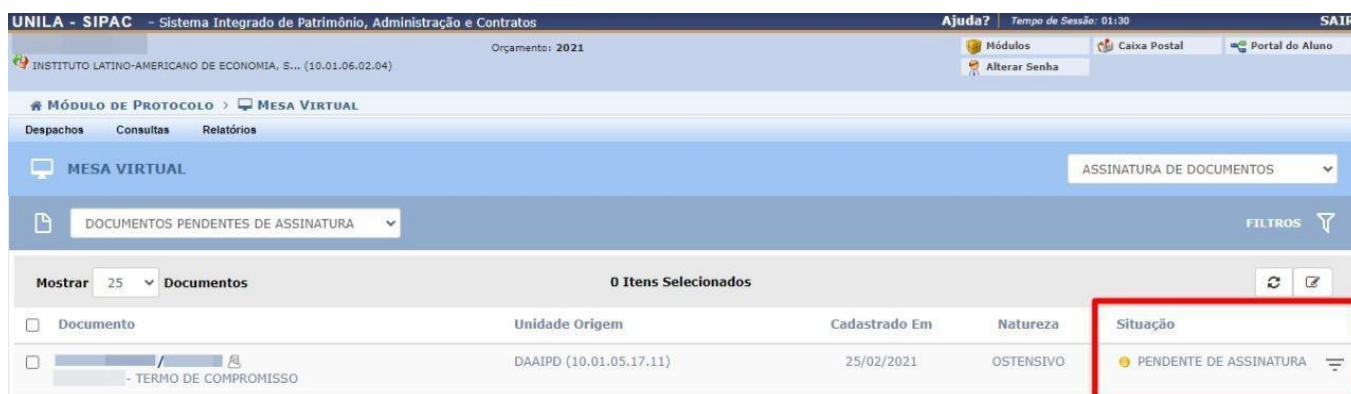 UNILA - SIPAC - Sistema Integrado de Patrimônio, Administração e Contratos Ajuda? Tempo de Sessão: 01:30 SAIR
Orçamento: 2021 Módulos Caixa Postal Portal do Aluno
INSTITUTO LATINO-AMERICANO DE ECONOMIA, S... (10.01.06.02.04) Alterar Senha
MÓDULO DE PROTOCOLO > MESA VIRTUAL
Despachos Consultas Relatórios
MESA VIRTUAL ASSINATURA DE DOCUMENTOS
DOCUMENTOS PENDENTES DE ASSINATURA FILTROS
Mostrar 25 Documentos 0 Itens Selecionados
Documento Unidade Origem Cadastrado Em Natureza Situação
/ DAAIPD (10.01.05.17.11) 25/02/2021 OSTENSIVO PENDENTE DE ASSINATURA
- TERMO DE COMPROMISSO